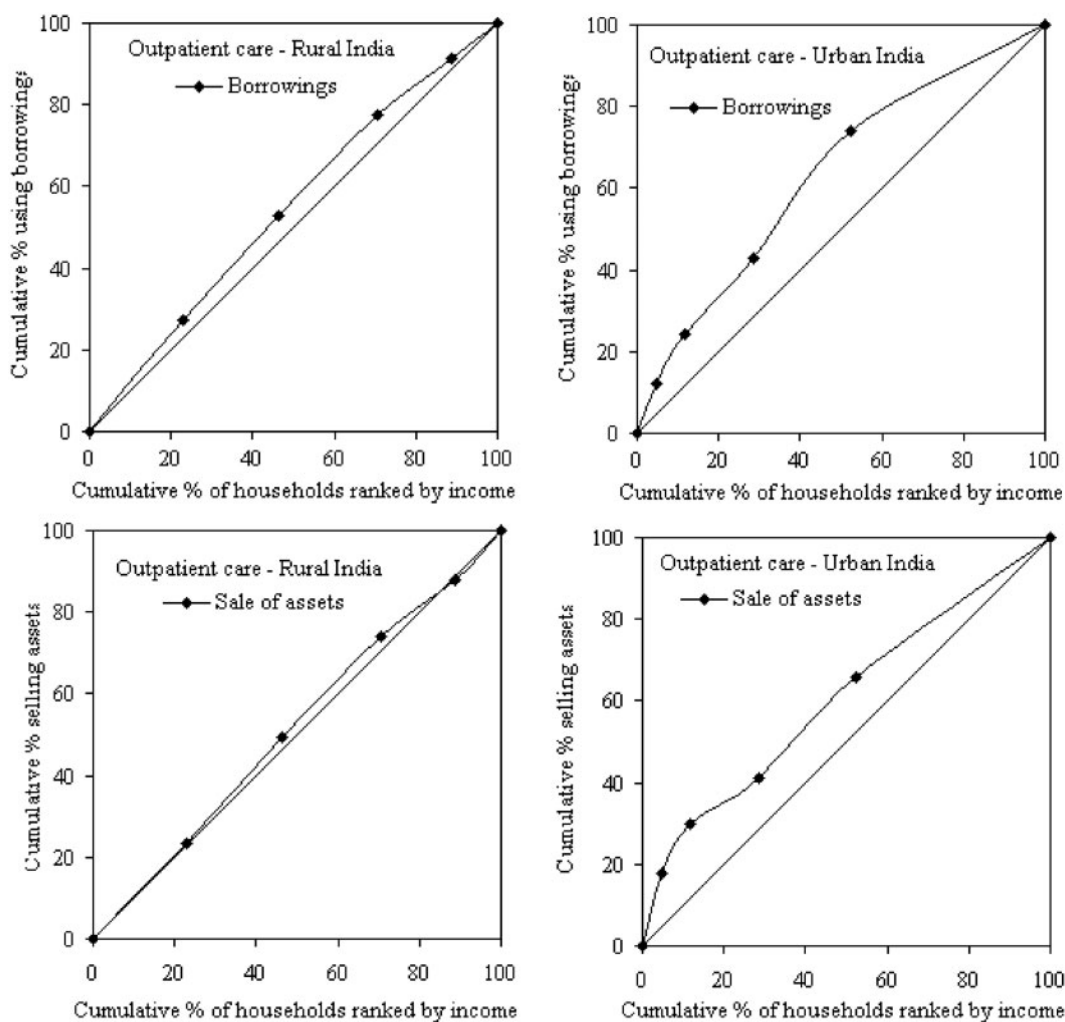 100
80
60
40
20
0
Cumulative % using borrowings
Outpatient care - Rural India
Borrowings
0 20 40 60 80 100
Cumulative % of households ranked by income
100
80
60
40
20
0
Cumulative % using borrowings
Outpatient care - Urban India
Borrowings
0 20 40 60 80 100
Cumulative % of households ranked by income
100
80
60
40
20
0
Cumulative % selling assets
Outpatient care - Rural India
Sale of assets
0 20 40 60 80 100
Cumulative % of households ranked by income
100
80
60
40
20
0
Cumulative % selling assets
Outpatient care - Urban India
Sale of assets
0 20 40 60 80 100
Cumulative % of households ranked by income